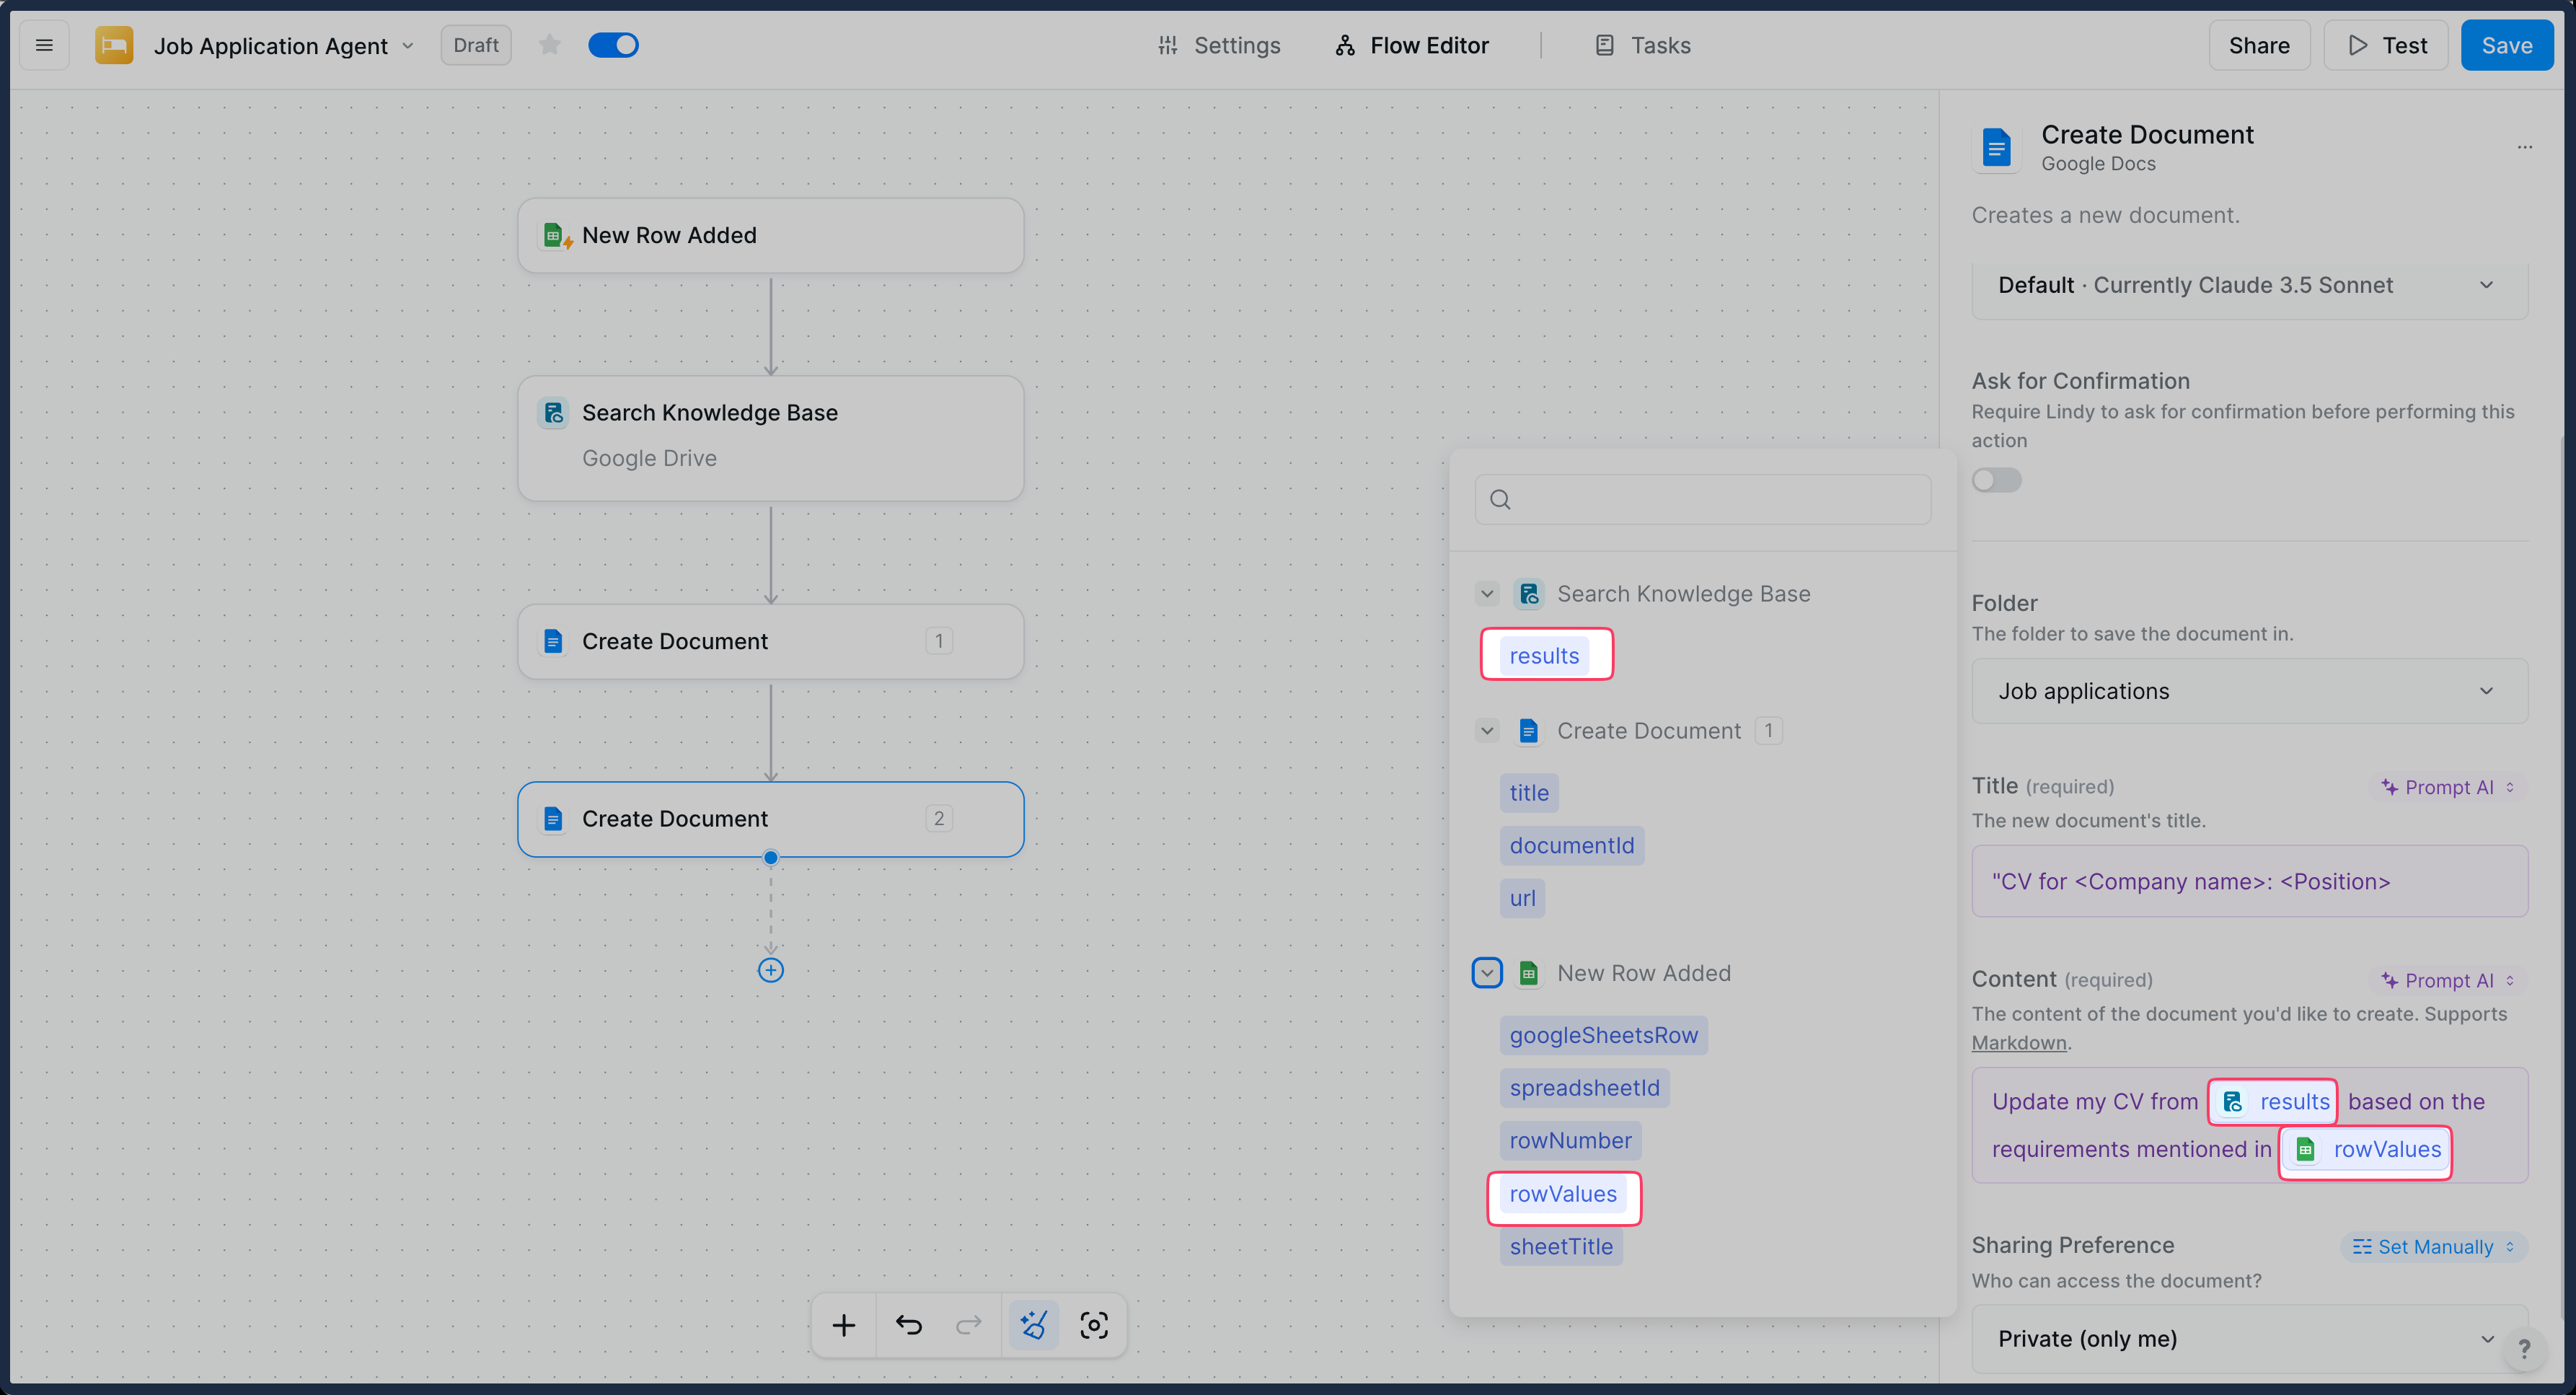 Job Application Agent
Draft
Settings
Flow Editor
Tasks
Share
Test
Save
New Row Added
Search Knowledge Base
Google Drive
Create Document
1
Create Document
2
Search Knowledge Base
results
Create Document
1
title
documentId
url
New Row Added
googleSheetsRow
spreadsheetId
rowNumber
rowValues
sheetTitle
Create Document
Google Docs
...
Creates a new document.
Default · Currently Claude 3.5 Sonnet
Ask for Confirmation
Require Lindy to ask for confirmation before performing this
action
Folder
The folder to save the document in.
Job applications
Title (required)
Prompt AI
The new document's title.
"CV for <Company name>: <Position>
Content (required)
Prompt AI
The content of the document you'd like to create. Supports
Markdown.
Update my CV from results based on the
requirements mentioned in rowValues
Sharing Preference
Set Manually
Who can access the document?
Private (only me)
?